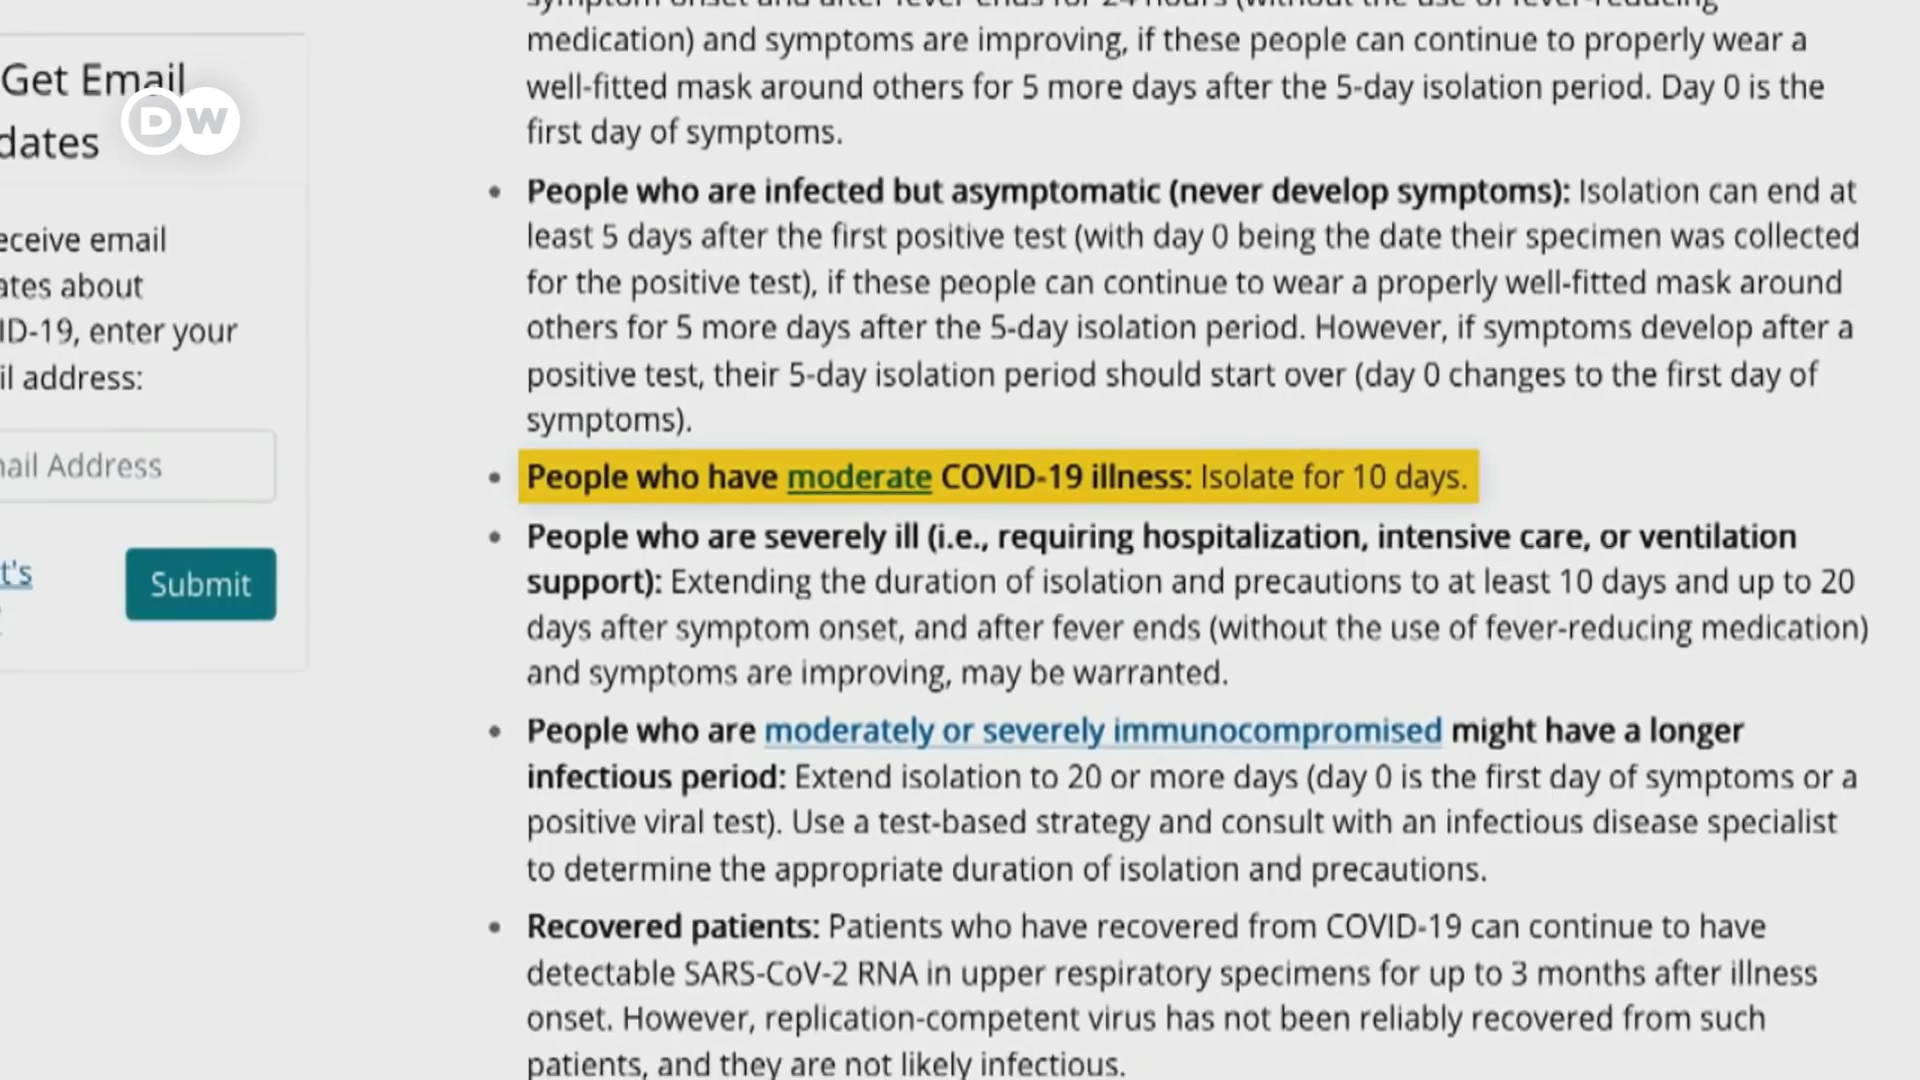 symptom onset and after fever ends for 24 hours (without the use of fever-reducing
medication) and symptoms are improving, if these people can continue to properly wear a
well-fitted mask around others for 5 more days after the 5-day isolation period. Day 0 is the
first day of symptoms.
People who are infected but asymptomatic (never develop symptoms): Isolation can end at
least 5 days after the first positive test (with day 0 being the date their specimen was collected
for the positive test), if these people can continue to wear a properly well-fitted mask around
others for 5 more days after the 5-day isolation period. However, if symptoms develop after a
positive test, their 5-day isolation period should start over (day 0 changes to the first day of
symptoms).
People who have moderate COVID-19 illness: Isolate for 10 days.
People who are severely ill (i.e., requiring hospitalization, intensive care, or ventilation
support): Extending the duration of isolation and precautions to at least 10 days and up to 20
days after symptom onset, and after fever ends (without the use of fever-reducing medication)
and symptoms are improving, may be warranted.
People who are moderately or severely immunocompromised might have a longer
infectious period: Extend isolation to 20 or more days (day 0 is the first day of symptoms or a
positive viral test). Use a test-based strategy and consult with an infectious disease specialist
to determine the appropriate duration of isolation and precautions.
Recovered patients: Patients who have recovered from COVID-19 can continue to have
detectable SARS-CoV-2 RNA in upper respiratory specimens for up to 3 months after illness
onset. However, replication-competent virus has not been reliably recovered from such
patients, and they are not likely infectious.
Get Email
dates
DW
eceive email
ates about
ID-19, enter your
il address:
ail Address
t's
Submit